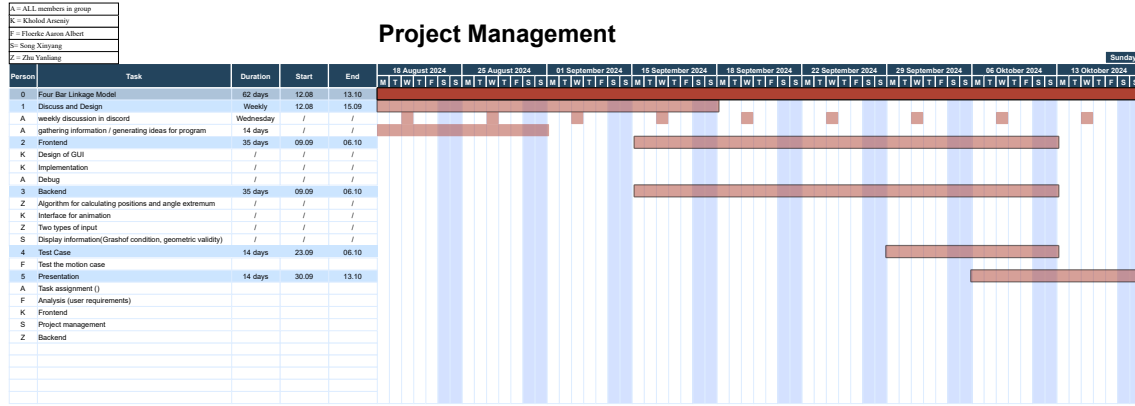 A = ALL members in group
K = Kholod Arseniy
F = Floerke Aaron Albert
S= Song Xinyang
Z = Zhu Yanliang
Project Management
Sunday
Person Task Duration Start End 18 August 2024 25 August 2024 01 September 2024 15 September 2024 18 September 2024 22 September 2024 29 September 2024 06 Oktober 2024 13 Oktober 2024
M T W T F S S M T W T F S S M T W T F S S M T W T F S S M T W T F S S M T W T F S S M T W T F S S M T W T F S S M T W T F S S
0 Four Bar Linkage Model 62 days 12.08 13.10
1 Discuss and Design Weekly 12.08 15.09
A weekly discussion in discord Wednesday / /
A gathering information / generating ideas for program 14 days / /
2 Frontend 35 days 09.09 06.10
K Design of GUI / / /
K Implementation / / /
A Debug / / /
3 Backend 35 days 09.09 06.10
Z Algorithm for calculating positions and angle extremum / / /
K Interface for animation / / /
Z Two types of input / / /
S Display information(Grashof condition, geometric validity) / / /
4 Test Case 14 days 23.09 06.10
F Test the motion case
5 Presentation 14 days 30.09 13.10
A Task assignment ()
F Analysis (user requirements)
K Frontend
S Project management
Z Backend